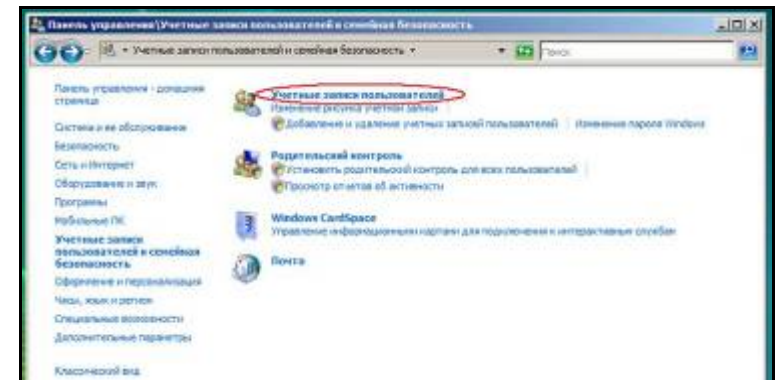 Панель управления\Учетные записи пользователей и семейная безопасность
Учетные записи пользователей и семейная безопасность
Поиск
Панель управления - домашняя
страница
Система и ее обслуживание
Безопасность
Сеть и Интернет
Оборудование и звук
Программы
Мобильные ПК
Учетные записи
пользователей и семейная
безопасность
Оформление и персонализация
Часы, язык и регион
Специальные возможности
Дополнительные параметры
Классический вид
Учетные записи пользователей
Изменение рисунка учетной записи
Добавление и удаление учетных записей пользователей
Изменение пароля Windows
Родительский контроль
Установить родительский контроль для всех пользователей
Просмотр отчетов об активности
Windows CardSpace
Управление информационными картами для подключения к интерактивным службам
Почта